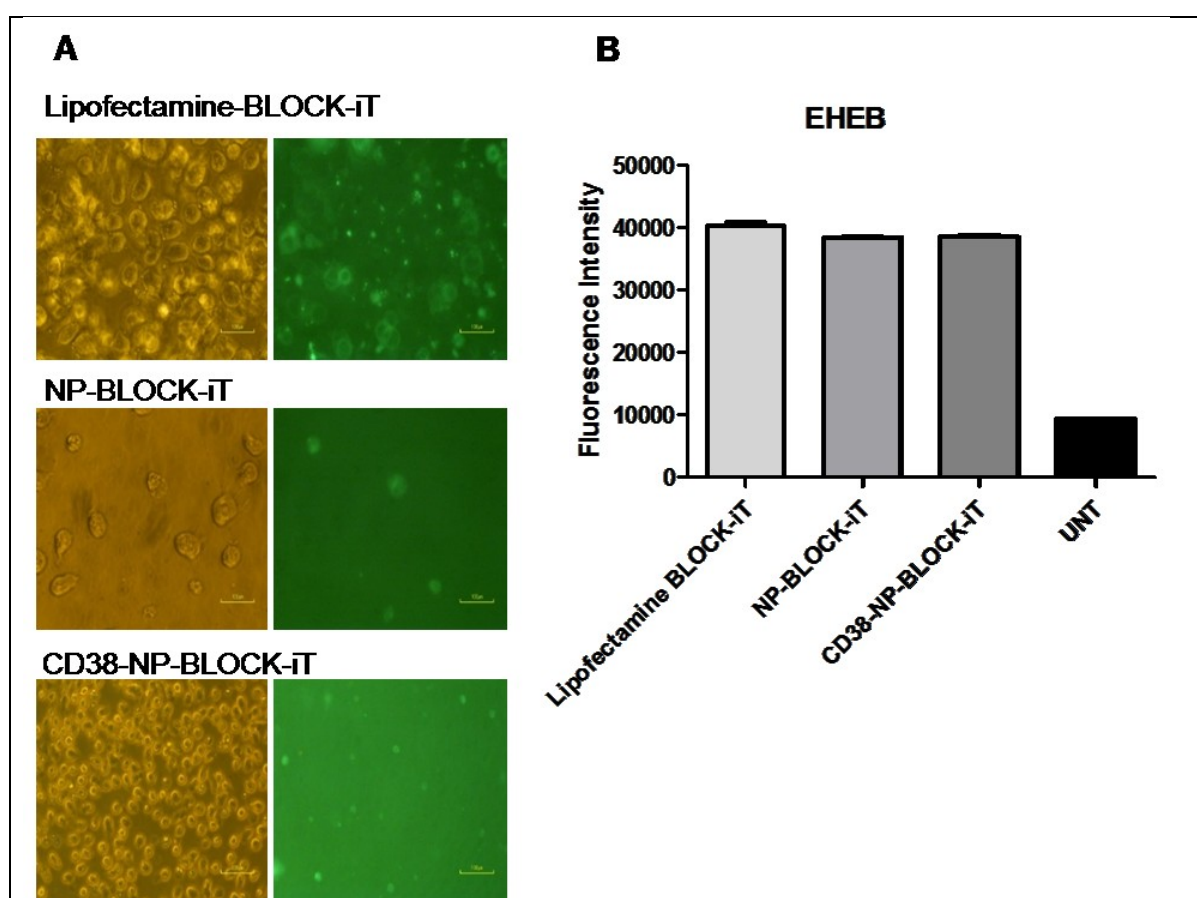 A
Lipofectamine-BLOCK-iT
NP-BLOCK-iT
CD38-NP-BLOCK-iT
B
EHEB
Fluorescence Intensity
50000
40000
30000
20000
10000
0
Lipofectamine BLOCK-iT
NP-BLOCK-iT
CD38-NP-BLOCK-iT
UNT